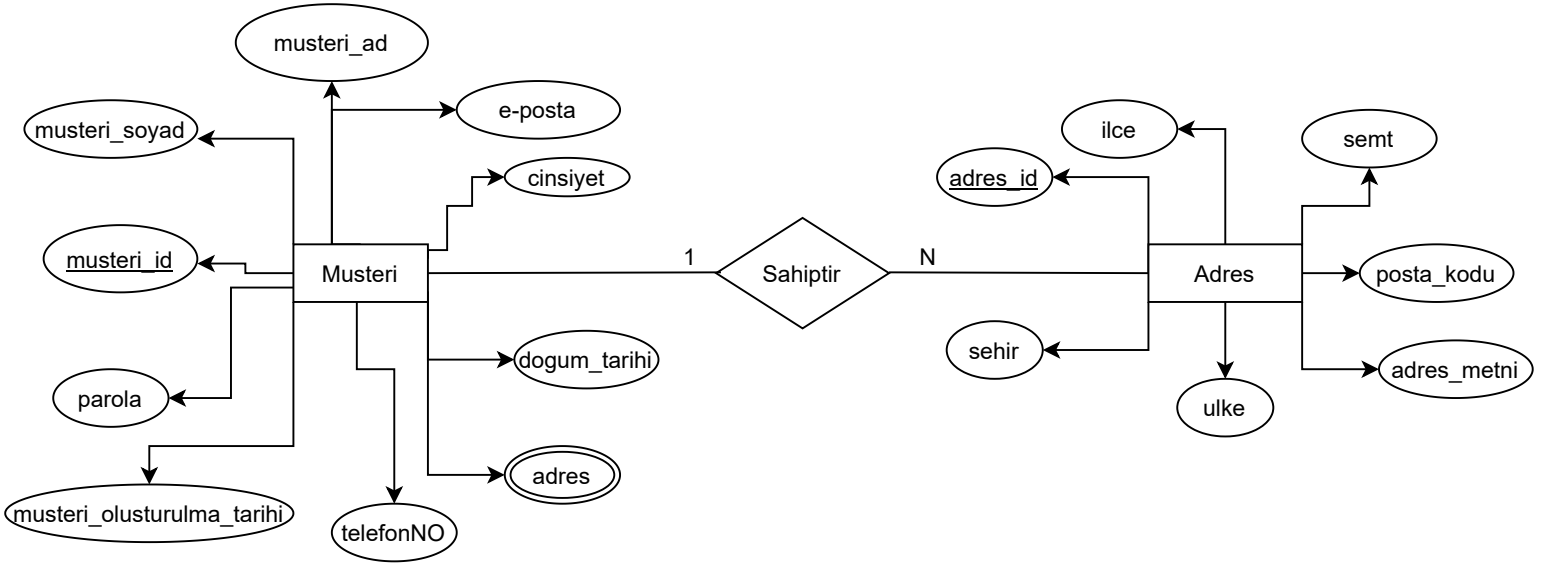 musteri_ad
e-posta
musteri_soyad
ilce
semt
cinsiyet
adres_id
musteri_id
Musteri
1
Sahiptir
N
Adres
posta_kodu
sehir
dogum_tarihi
adres_metni
parola
ulke
adres
musteri_olusturulma_tarihi
telefonNO